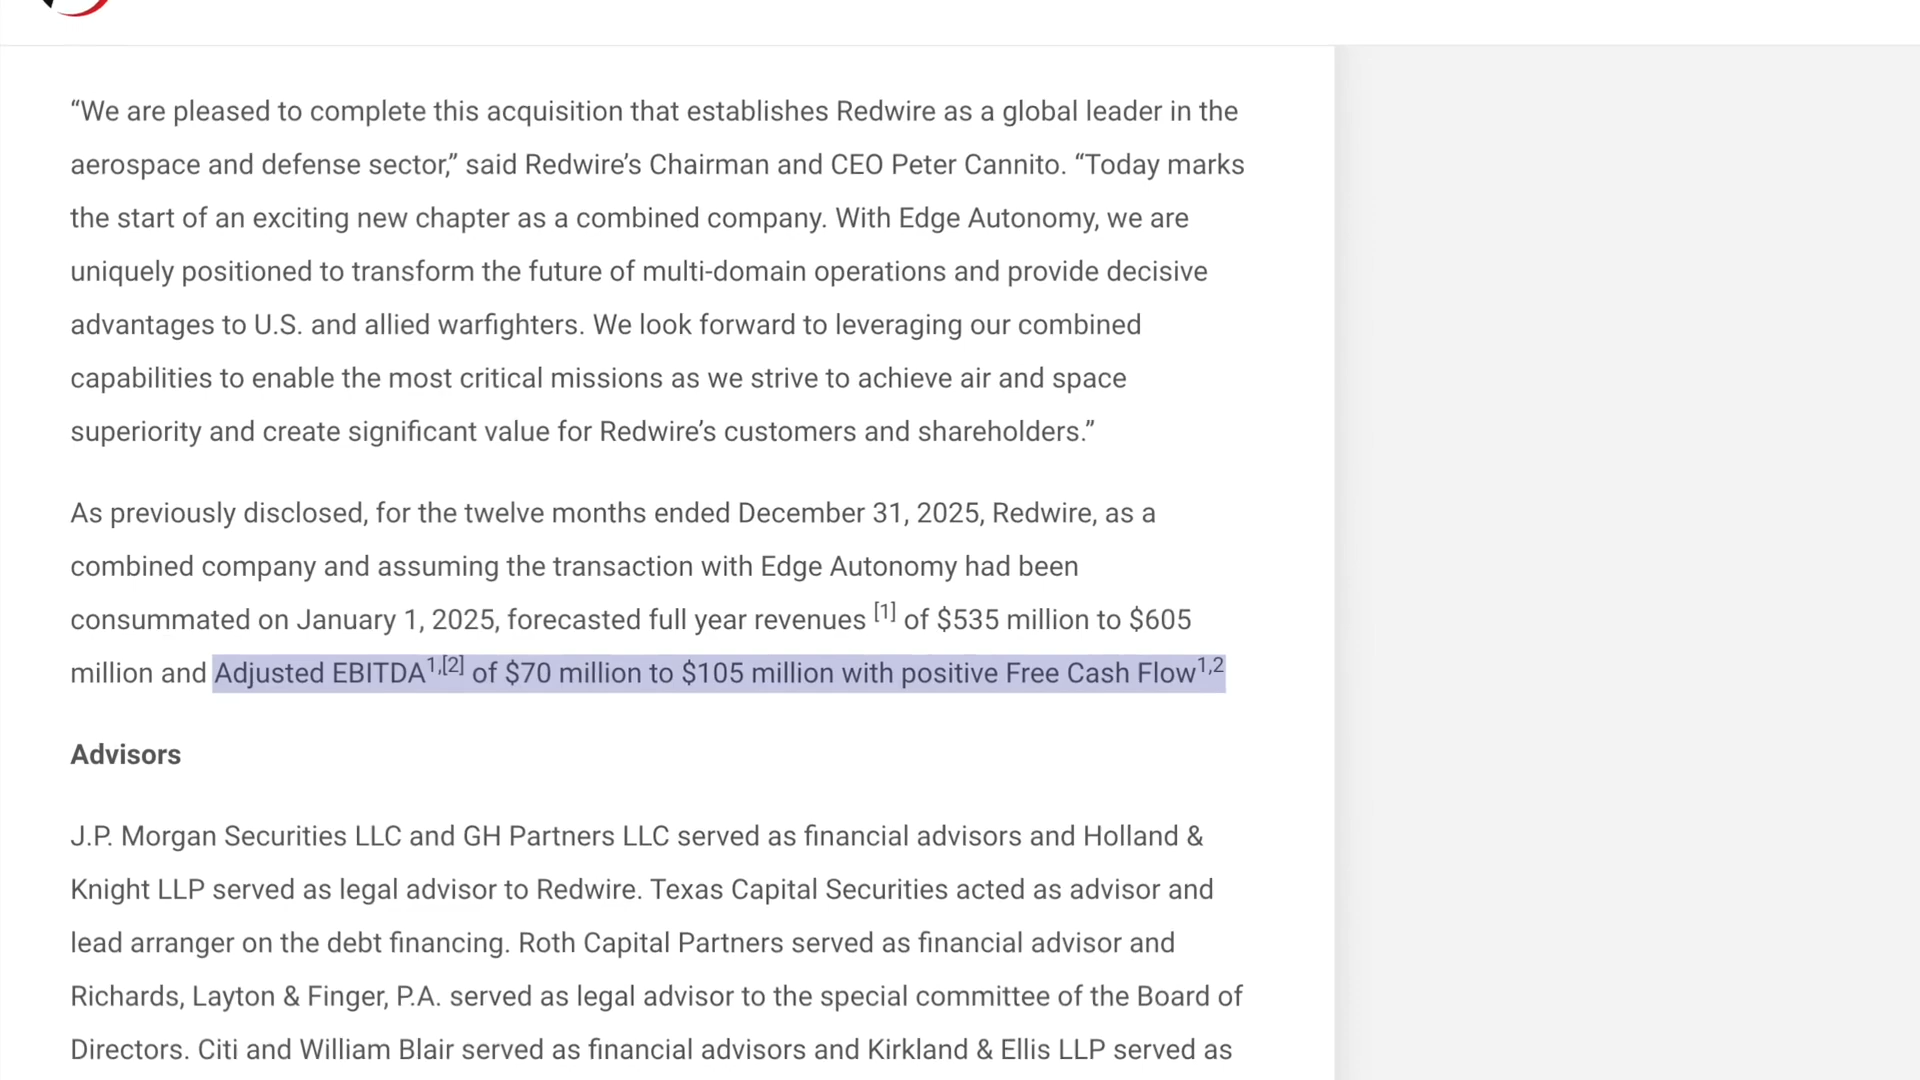 “We are pleased to complete this acquisition that establishes Redwire as a global leader in the
aerospace and defense sector,” said Redwire’s Chairman and CEO Peter Cannito. “Today marks
the start of an exciting new chapter as a combined company. With Edge Autonomy, we are
uniquely positioned to transform the future of multi-domain operations and provide decisive
advantages to U.S. and allied warfighters. We look forward to leveraging our combined
capabilities to enable the most critical missions as we strive to achieve air and space
superiority and create significant value for Redwire’s customers and shareholders.”
As previously disclosed, for the twelve months ended December 31, 2025, Redwire, as a
combined company and assuming the transaction with Edge Autonomy had been
consummated on January 1, 2025, forecasted full year revenues [1] of $535 million to $605
million and Adjusted EBITDA1,[2] of $70 million to $105 million with positive Free Cash Flow1,2
Advisors
J.P. Morgan Securities LLC and GH Partners LLC served as financial advisors and Holland &
Knight LLP served as legal advisor to Redwire. Texas Capital Securities acted as advisor and
lead arranger on the debt financing. Roth Capital Partners served as financial advisor and
Richards, Layton & Finger, P.A. served as legal advisor to the special committee of the Board of
Directors. Citi and William Blair served as financial advisors and Kirkland & Ellis LLP served as